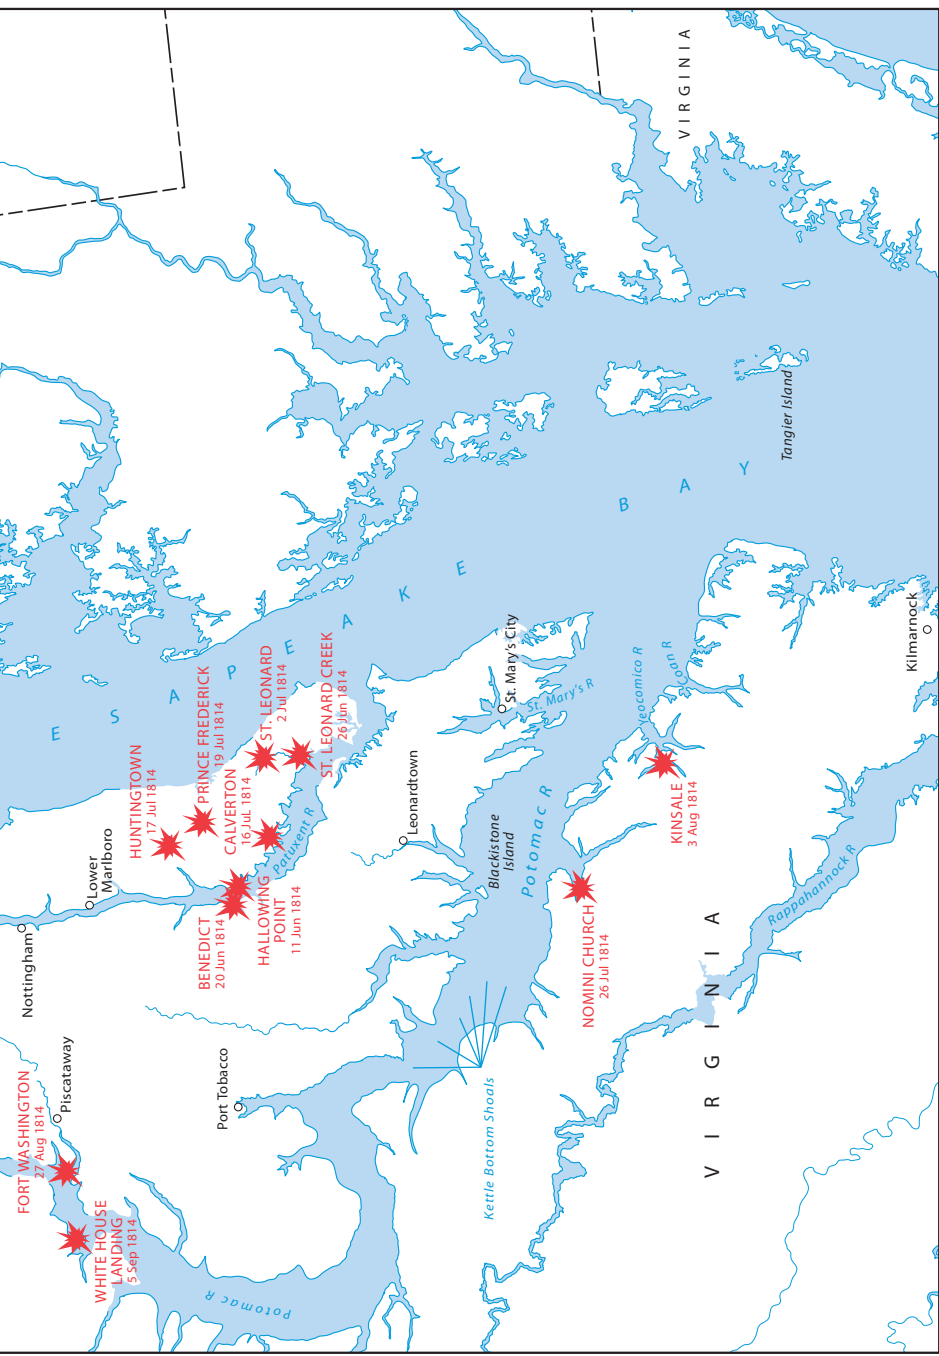 FORT WASHINGTON
27 Aug 1814
Piscataway
WHITE HOUSE
LANDING
5 Sep 1814
Potomac R
Nottingham
Lower
Marlboro
HUNTINGTOWN
17 Jul 1814
PRINCE FREDERICK
19 Jul 1814
CALVERTON
16 Jul 1814
ST. LEONARD
2 Jul 1814
ST. LEONARD CREEK
26 Jun 1814
BENEDICT
20 Jun 1814
HALLOWING
POINT
11 Jun 1814
Patuxent R
Port Tobacco
Leonardtown
St. Mary's City
St. Mary's R
Blackistone
Island
Potomac R
Kettle Bottom Shoals
NOMINI CHURCH
26 Jul 1814
Yeocomico R
Coan R
KINSALE
3 Aug 1814
Rappahannock R
VIRGINIA
Kilmarnock
ESAPEAKE
BAY
Tangier Island
VIRGINIA